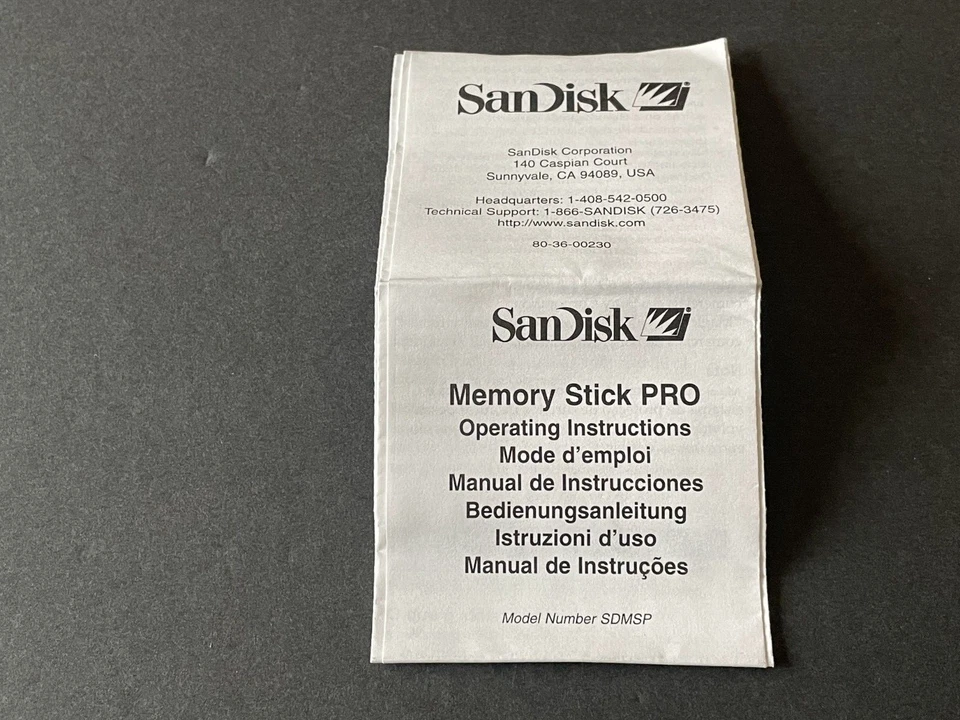 SanDisk
SanDisk Corporation
140 Caspian Court
Sunnyvale, CA 94089, USA
Headquarters: 1-408-542-0500
Technical Support: 1-866-SANDISK (726-3475)
http://www.sandisk.com
80-36-00230
SanDisk
Memory Stick PRO
Operating Instructions
Mode d'emploi
Manual de Instrucciones
Bedienungsanleitung
Istruzioni d'uso
Manual de Instruções
Model Number SDMSP